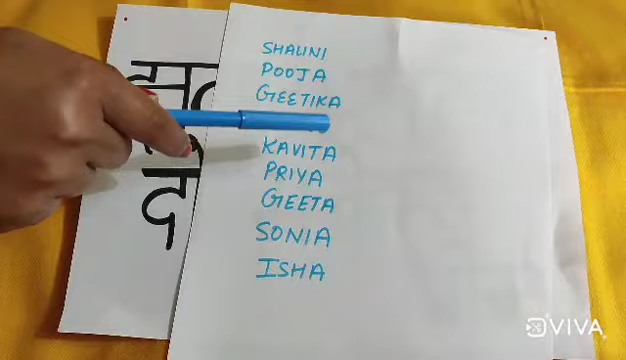 SHALINI
POOJA
GEETIKA
KAVITA
PRIYA
GEETA
SONIA
ISHA
VIVA